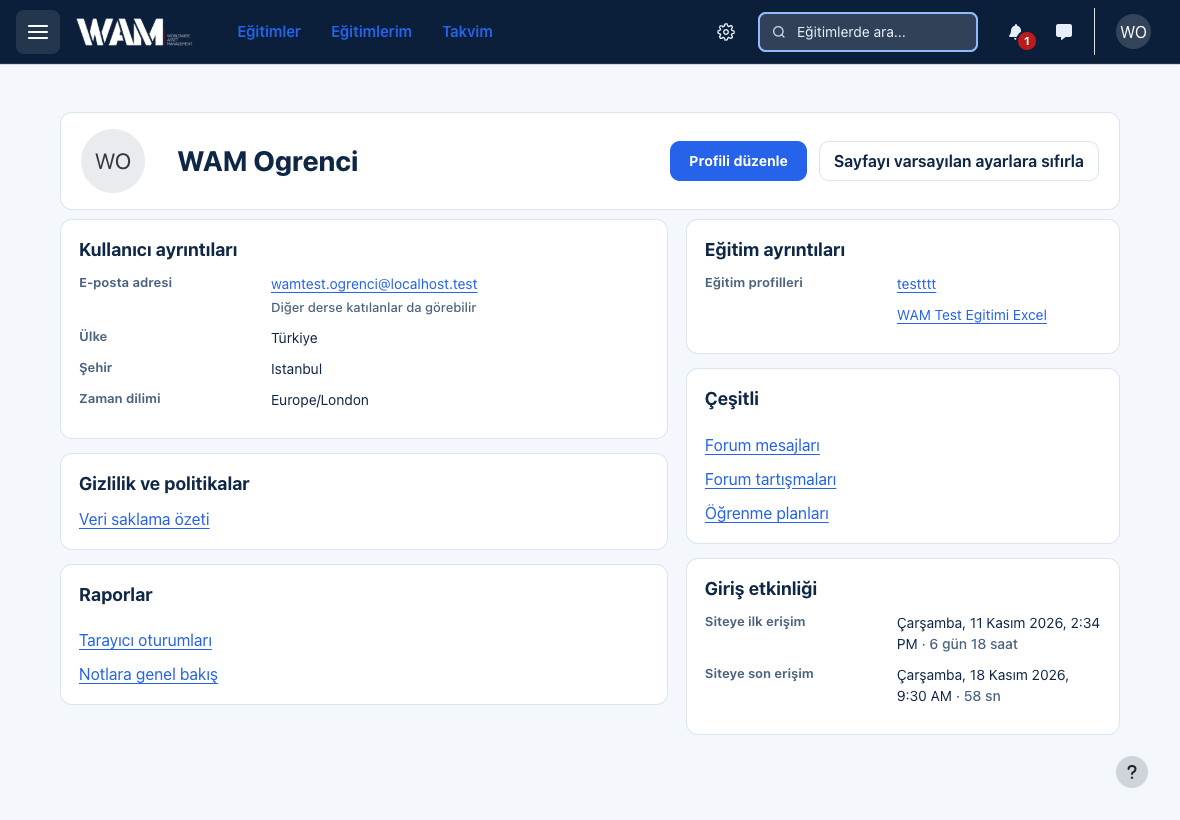 WAM
WORLDWIDE
ASSET
MANAGEMENT
Eğitimler
Eğitimlerim
Takvim
Eğitimlerde ara...
1
WO
WO
WAM Ogrenci
Profili düzenle
Sayfayı varsayılan ayarlara sıfırla
Kullanıcı ayrıntıları
E-posta adresi
wamtest.ogrenci@localhost.test
Diğer derse katılanlar da görebilir
Ülke
Türkiye
Şehir
Istanbul
Zaman dilimi
Europe/London
Gizlilik ve politikalar
Veri saklama özeti
Raporlar
Tarayıcı oturumları
Notlara genel bakış
Eğitim ayrıntıları
Eğitim profilleri
testttt
WAM Test Egitimi Excel
Çeşitli
Forum mesajları
Forum tartışmaları
Öğrenme planları
Giriş etkinliği
Siteye ilk erişim
Çarşamba, 11 Kasım 2026, 2:34
PM · 6 gün 18 saat
Siteye son erişim
Çarşamba, 18 Kasım 2026,
9:30 AM · 58 sn
?